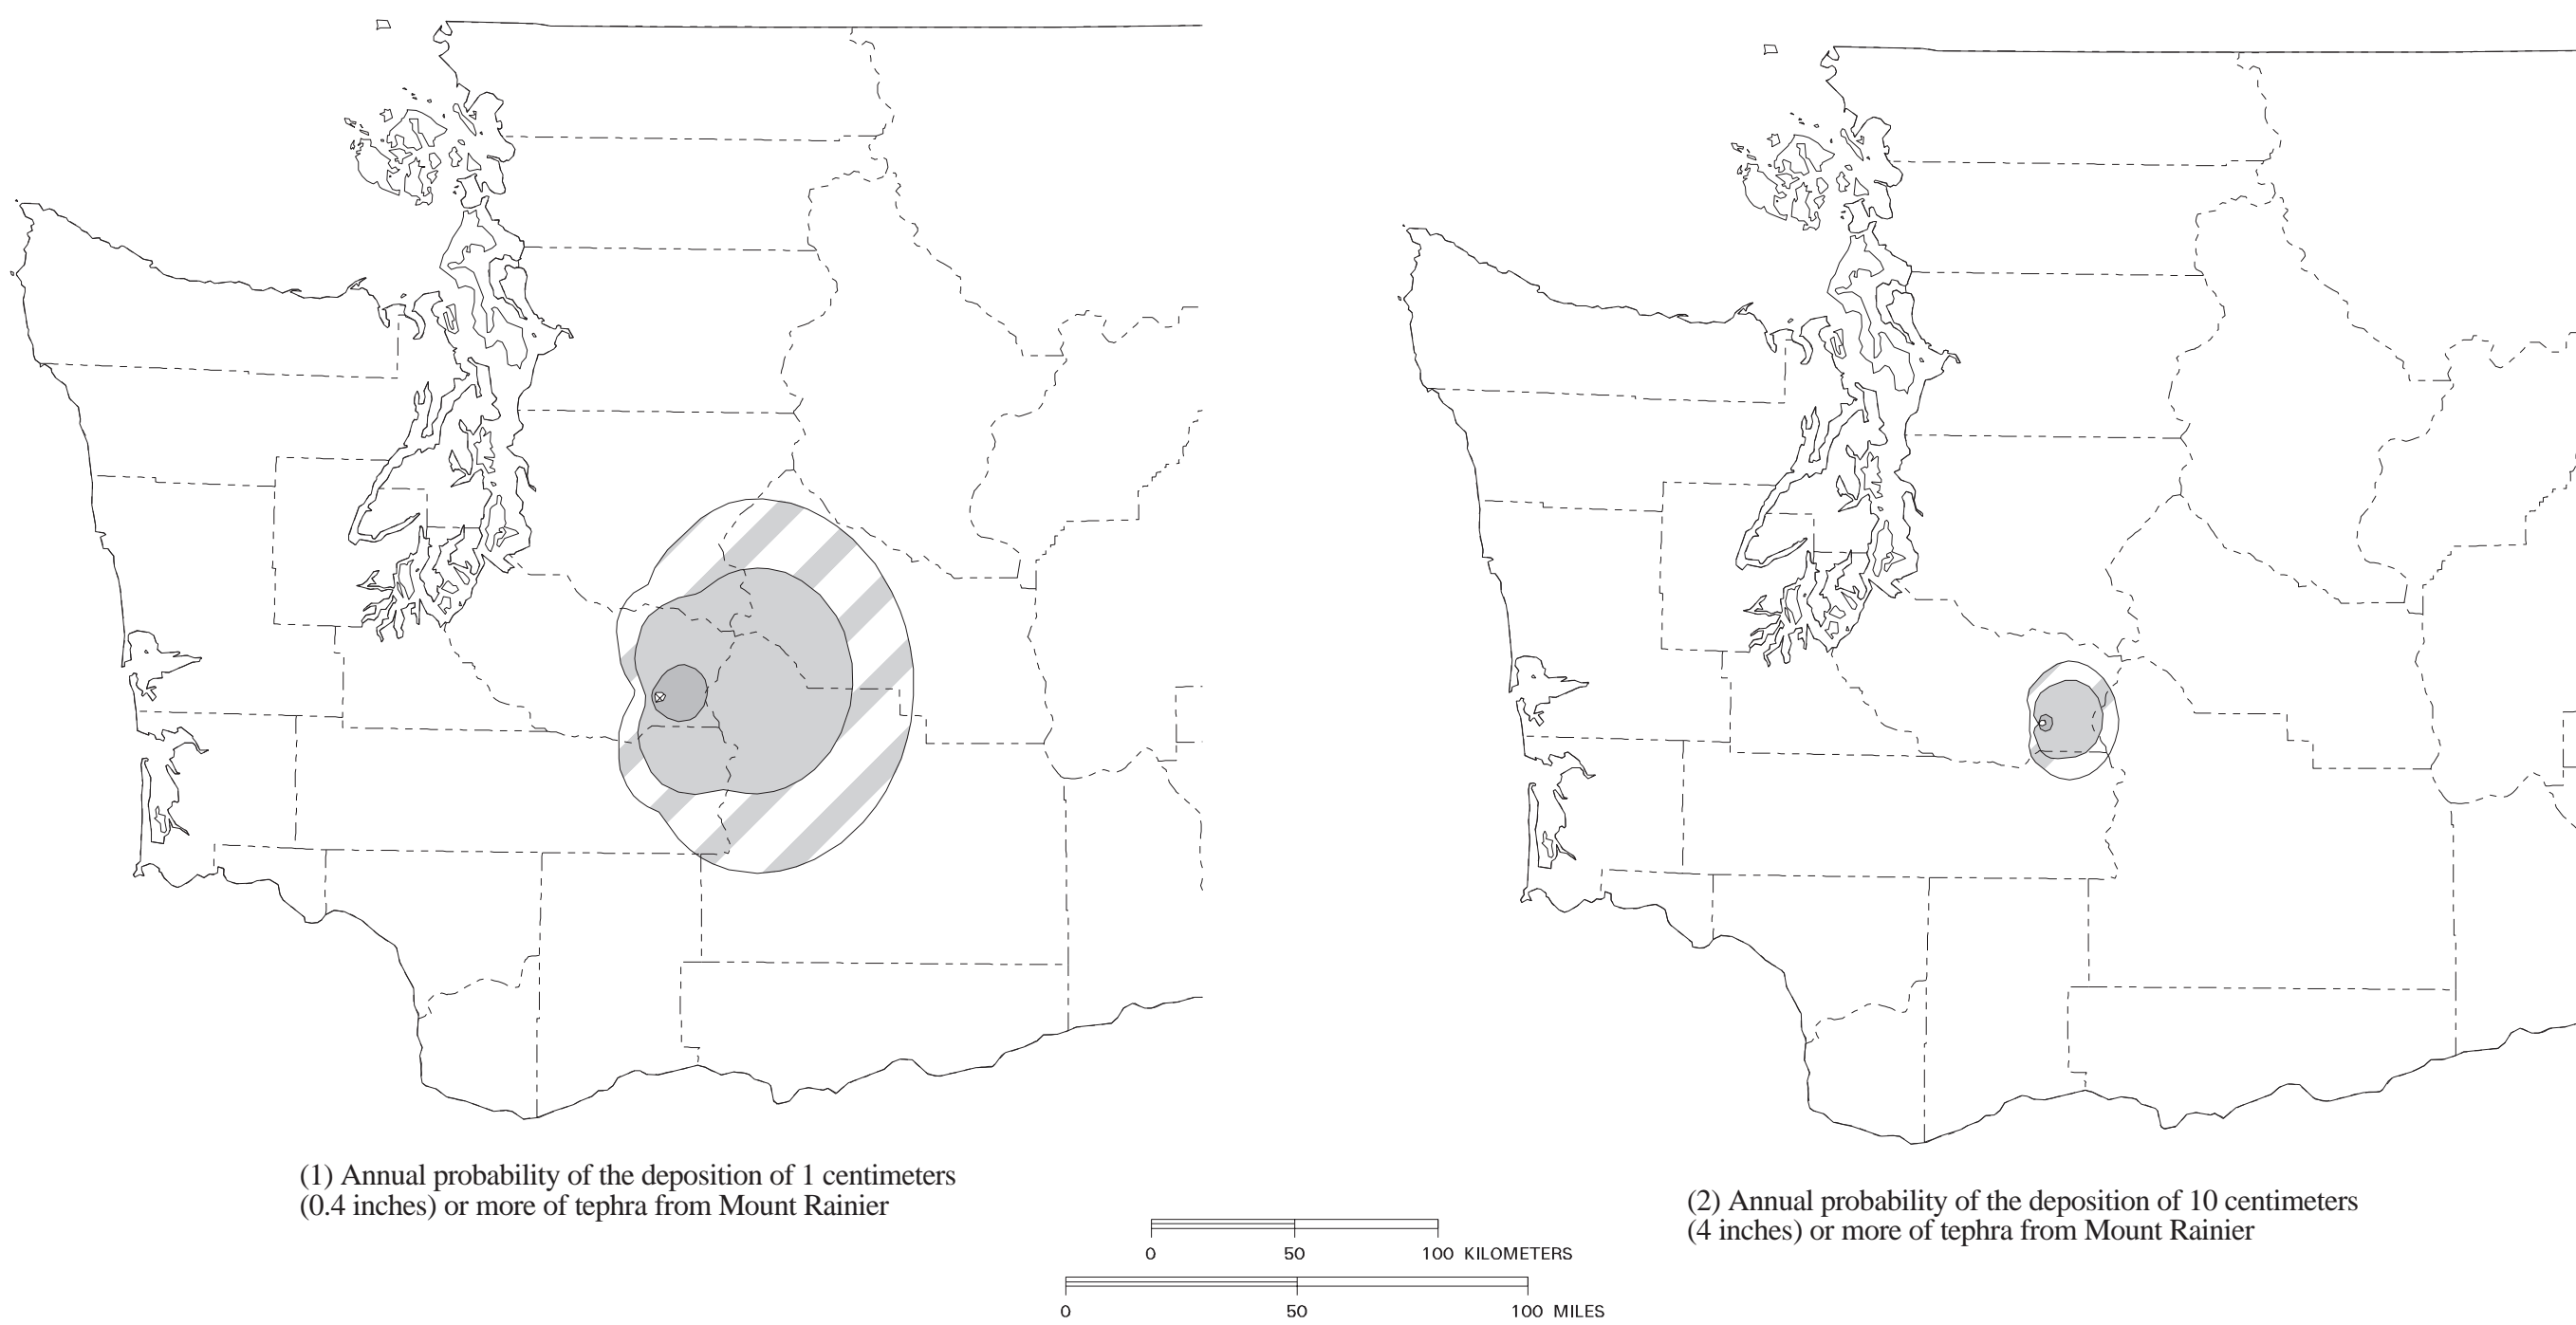 (1) Annual probability of the deposition of 1 centimeters
(0.4 inches) or more of tephra from Mount Rainier
(2) Annual probability of the deposition of 10 centimeters
(4 inches) or more of tephra from Mount Rainier
0 50 100 KILOMETERS
0 50 100 MILES